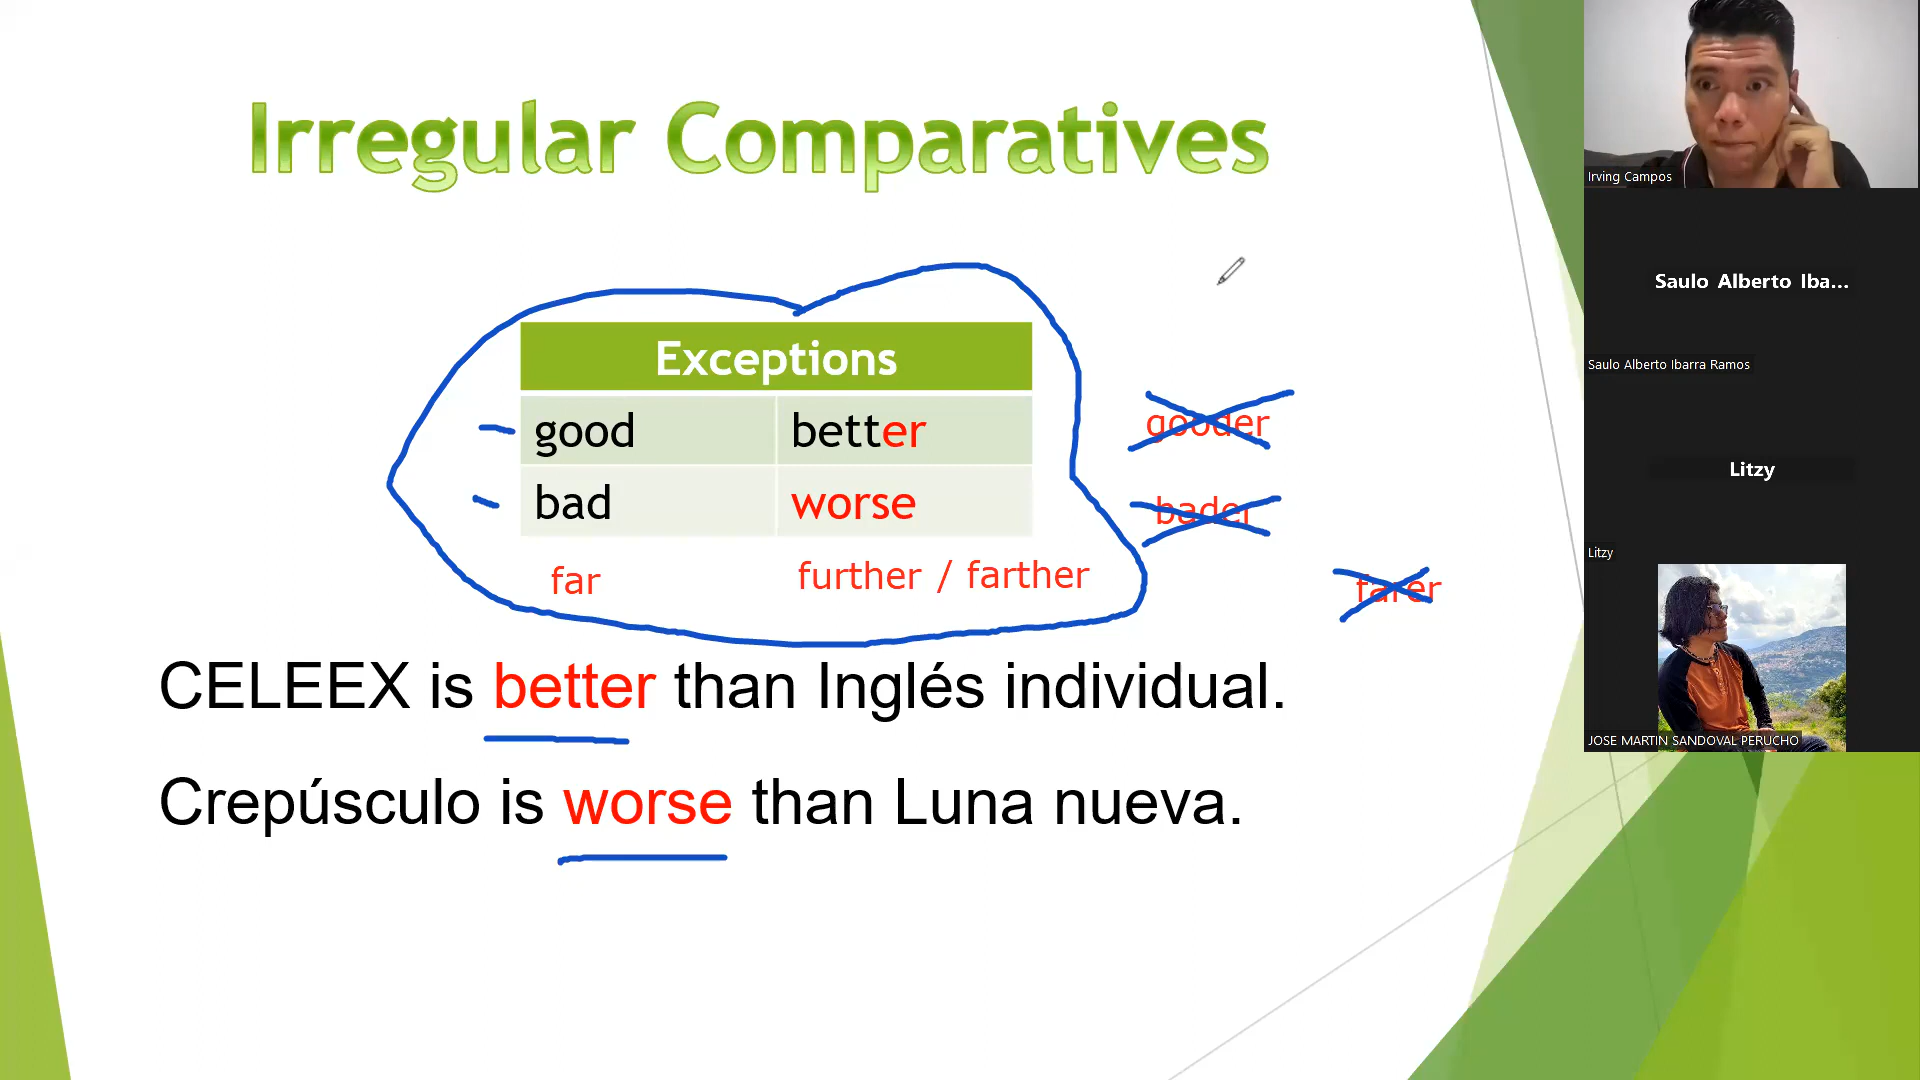 Irregular Comparatives
Exceptions
good better gooder
bad worse bader
far further / farther farer
CELEEX is better than Inglés individual.
Crepúsculo is worse than Luna nueva.
Irving Campos
Saulo Alberto Iba...
Saulo Alberto Ibarra Ramos
Litzy
Litzy
JOSE MARTIN SANDOVAL PERUCHO